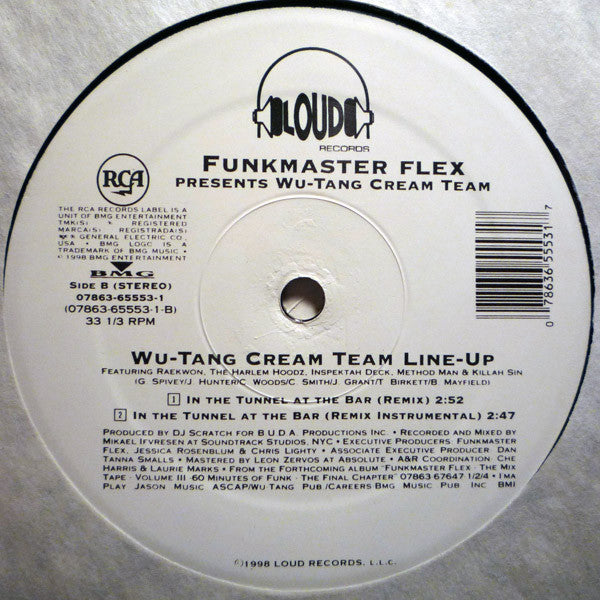 LOUD
RECORDS
FUNKMASTER FLEX
PRESENTS WU-TANG CREAM TEAM
RCA
THE RCA RECORDS LABEL IS A
UNIT OF BMG ENTERTAINMENT
TMK(S) ® REGISTERED
MARCA(S) REGISTRADA(S)
GENERAL ELECTRIC CO.
USA • BMG LOGO IS A
TRADEMARK OF BMG MUSIC •
©1998 BMG ENTERTAINMENT
BMG
SIDE B (STEREO)
07863-65553-1
(07863-65553-1-B)
33 1/3 RPM
0 78636 55531 7
WU-TANG CREAM TEAM LINE-UP
FEATURING RAEKWON, THE HARLEM HOODZ, INSPEKTAH DECK, METHOD MAN & KILLAH SIN
(G SPIVEY/J. HUNTER/C WOODS/C SMITH/J. GRANT/T BIRKETT/B MAYFIELD)
1 IN THE TUNNEL AT THE BAR (REMIX) 2:52
2 IN THE TUNNEL AT THE BAR (REMIX INSTRUMENTAL) 2:47
PRODUCED BY DJ SCRATCH FOR B U D A PRODUCTIONS INC. • RECORDED AND MIXED BY
MIKAEL IFVRESEN AT SOUNDTRACK STUDIOS, NYC • EXECUTIVE PRODUCERS FUNKMASTER
FLEX, JESSICA ROSENBLUM & CHRIS LIGHTY • ASSOCIATE EXECUTIVE PRODUCER DAN
TANNA SMALLS • MASTERED BY LEON ZERVOS AT ABSOLUTE • A&R COORDINATION CHE
HARRIS & LAURIE MARKS • FROM THE FORTHCOMING ALBUM "FUNKMASTER FLEX - THE MIX
TAPE - VOLUME III -60 MINUTES OF FUNK - THE FINAL CHAPTER" 07863 67647 1/2/4 • I MA
PLAY JASON MUSIC ASCAP/WU TANG PUB /CAREERS BMG MUSIC PUB INC BMI
℗©1998 LOUD RECORDS, L.L.C.